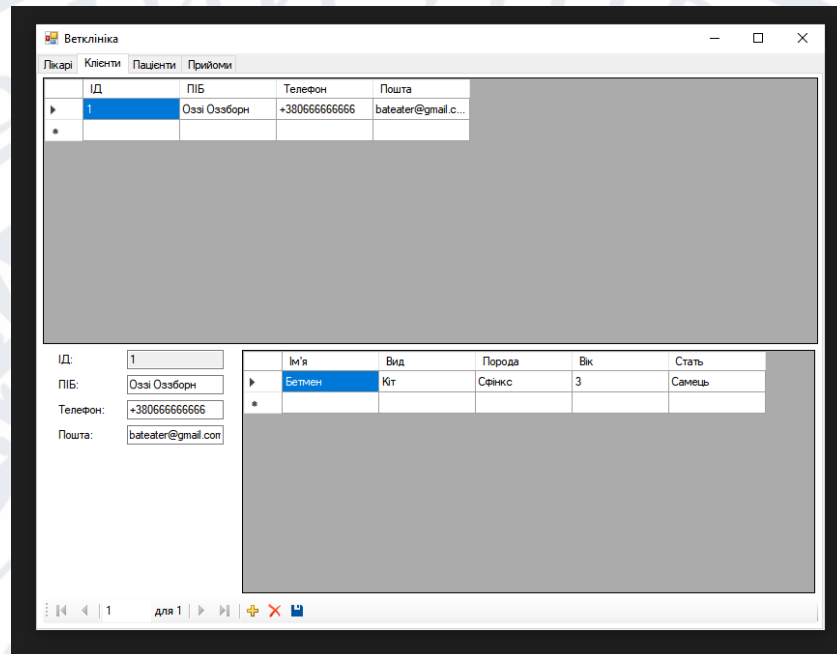 Ветклініка
Лікарі Клієнти Пацієнти Прийоми
ІД ПІБ Телефон Пошта
1 Оззі Оззборн +380666666666 bateater@gmail.c...
ІД: 1
ПІБ: Оззі Оззборн
Телефон: +380666666666
Пошта: bateater@gmail.com
Ім'я Вид Порода Вік Стать
Бетмен Кіт Сфінкс 3 Самець
1 для 1